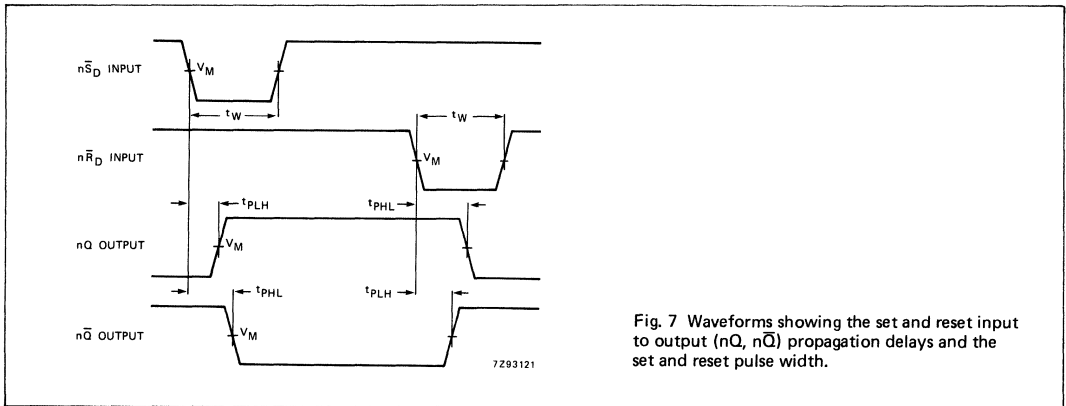 nS̅D INPUT
VM
tW
tW
nR̅D INPUT
VM
tPLH
tPHL
nQ OUTPUT
VM
tPHL
tPLH
nQ̅ OUTPUT
VM
7Z93121
Fig. 7 Waveforms showing the set and reset input
to output (nQ, nQ̅) propagation delays and the
set and reset pulse width.